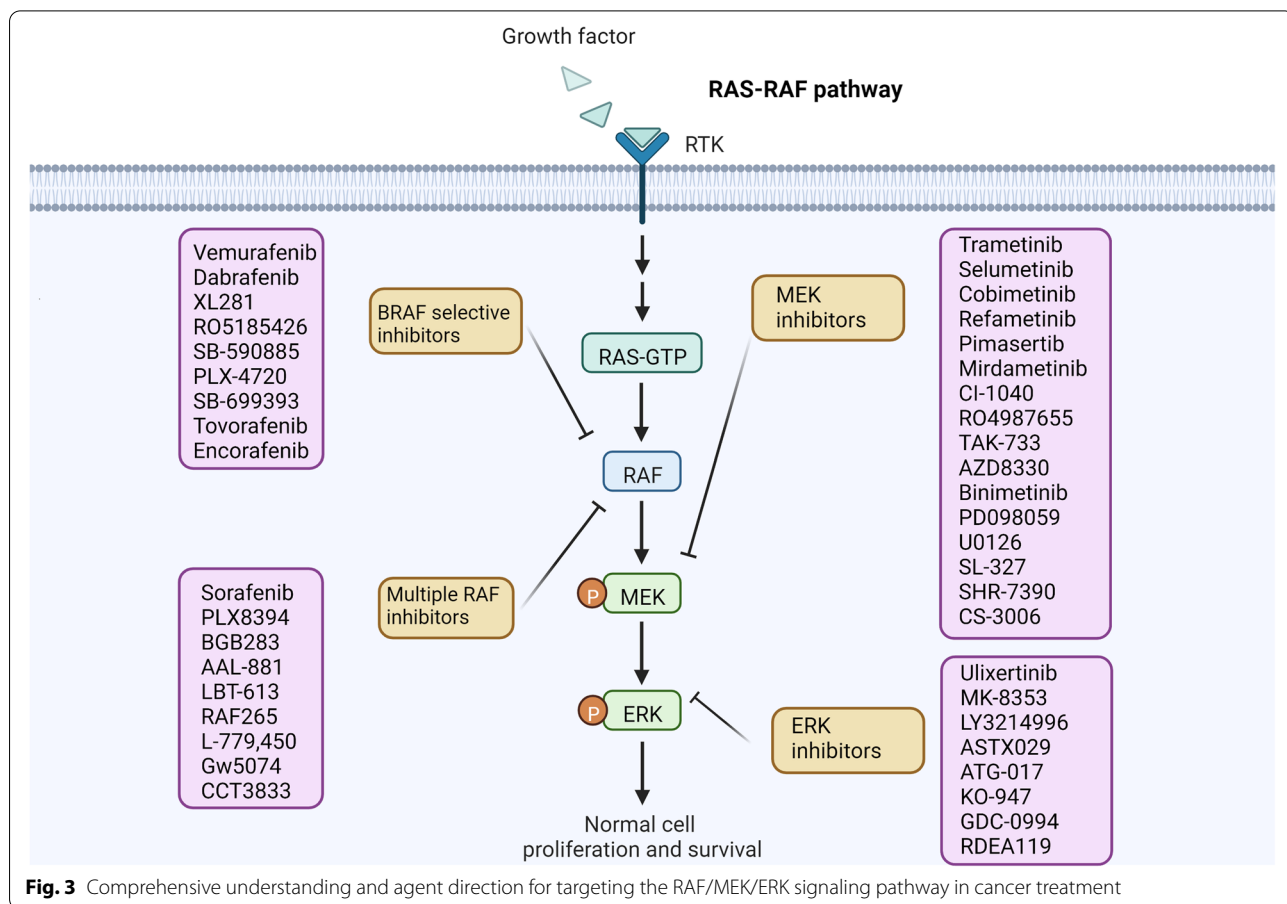 Growth factor
RAS-RAF pathway
RTK
Vemurafenib
Dabrafenib
XL281
RO5185426
SB-590885
PLX-4720
SB-699393
Tovorafenib
Encorafenib
BRAF selective
inhibitors
RAS-GTP
MEK
inhibitors
Trametinib
Selumetinib
Cobimetinib
Refametinib
Pimasertib
Mirdametinib
CI-1040
RO4987655
TAK-733
AZD8330
Binimetinib
PD098059
U0126
SL-327
SHR-7390
CS-3006
RAF
Sorafenib
PLX8394
BGB283
AAL-881
LBT-613
RAF265
L-779,450
Gw5074
CCT3833
Multiple RAF
inhibitors
P
MEK
P
ERK
ERK
inhibitors
Ulixertinib
MK-8353
LY3214996
ASTX029
ATG-017
KO-947
GDC-0994
RDEA119
Normal cell
proliferation and survival
Fig. 3 Comprehensive understanding and agent direction for targeting the RAF/MEK/ERK signaling pathway in cancer treatment